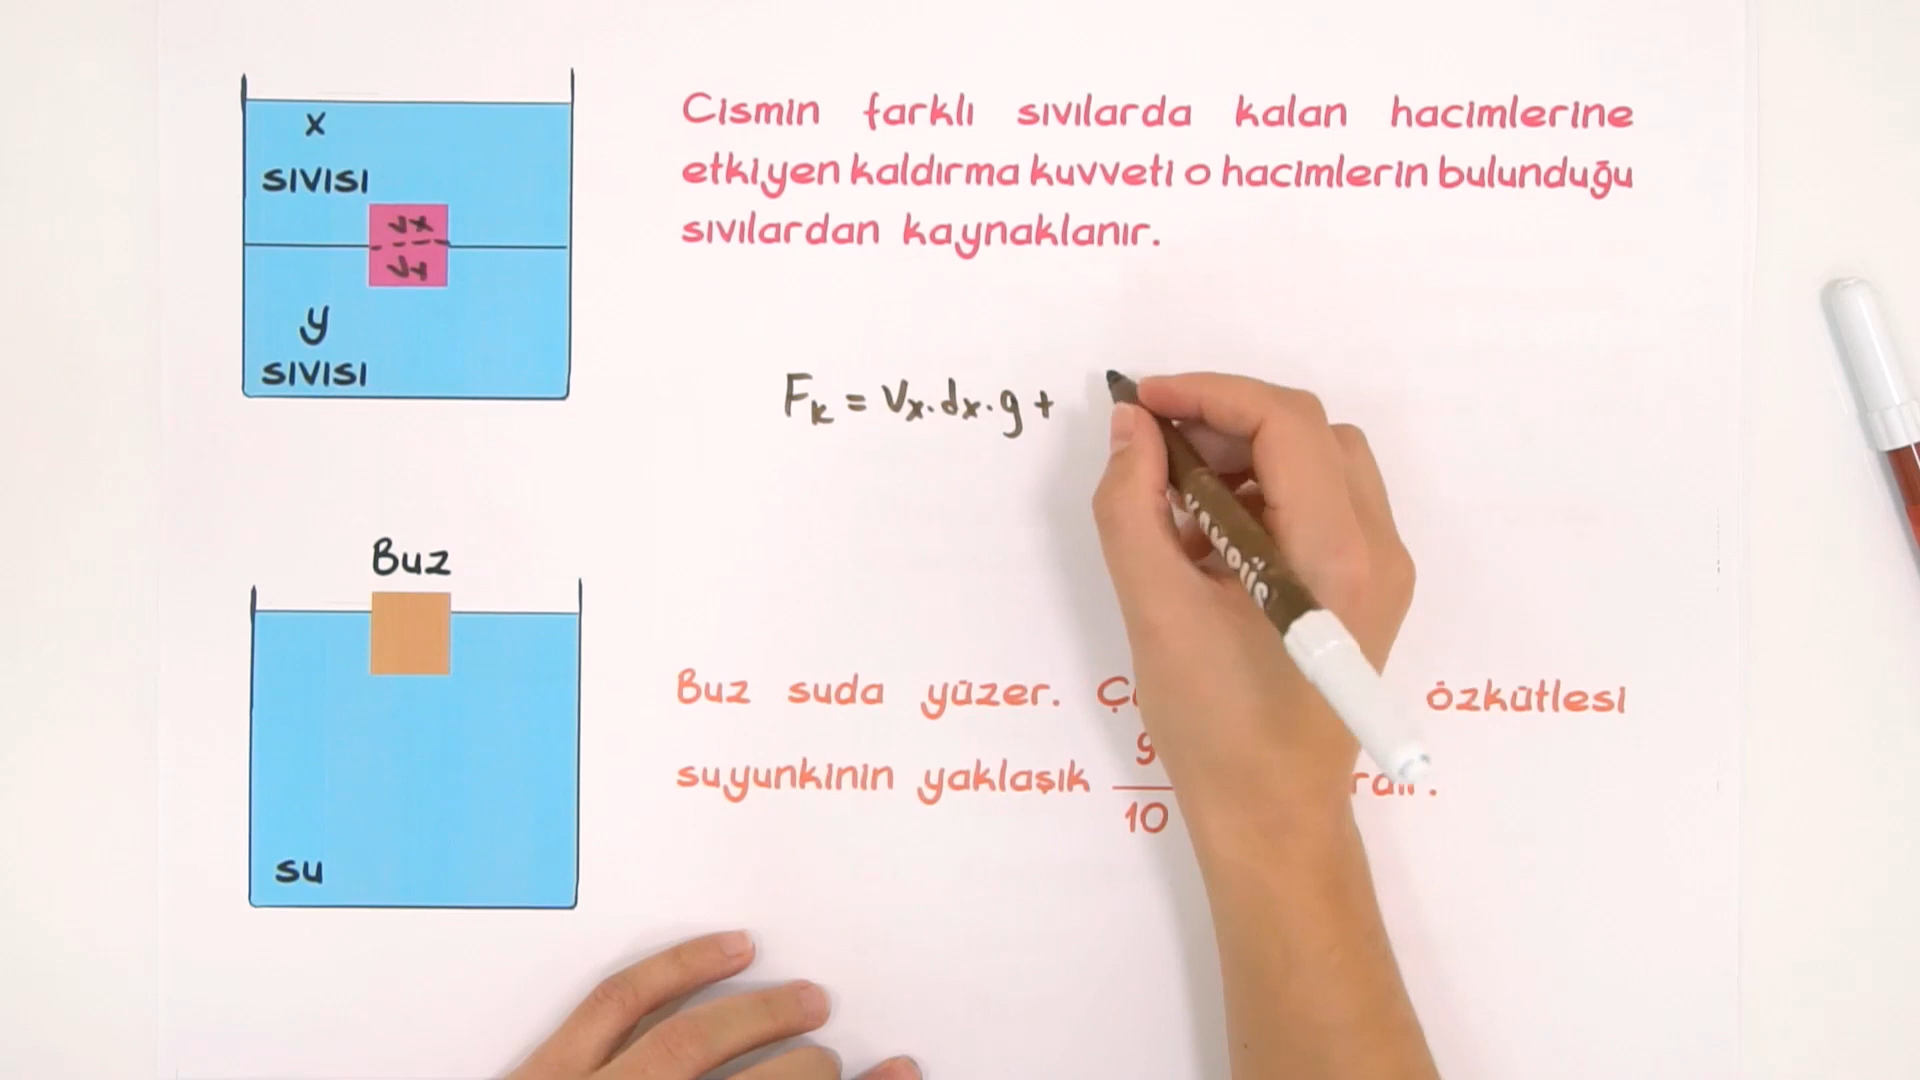 x
SIVISI
Vx
Vy
y
SIVISI
Cismin farklı sıvılarda kalan hacimlerine
etkiyen kaldırma kuvveti o hacimlerin bulunduğu
sıvılardan kaynaklanır.
Fk = Vx.dx.g +
Buz
su
Buz suda yüzer. özkütlesi
suyunkinin yaklaşık 9
10